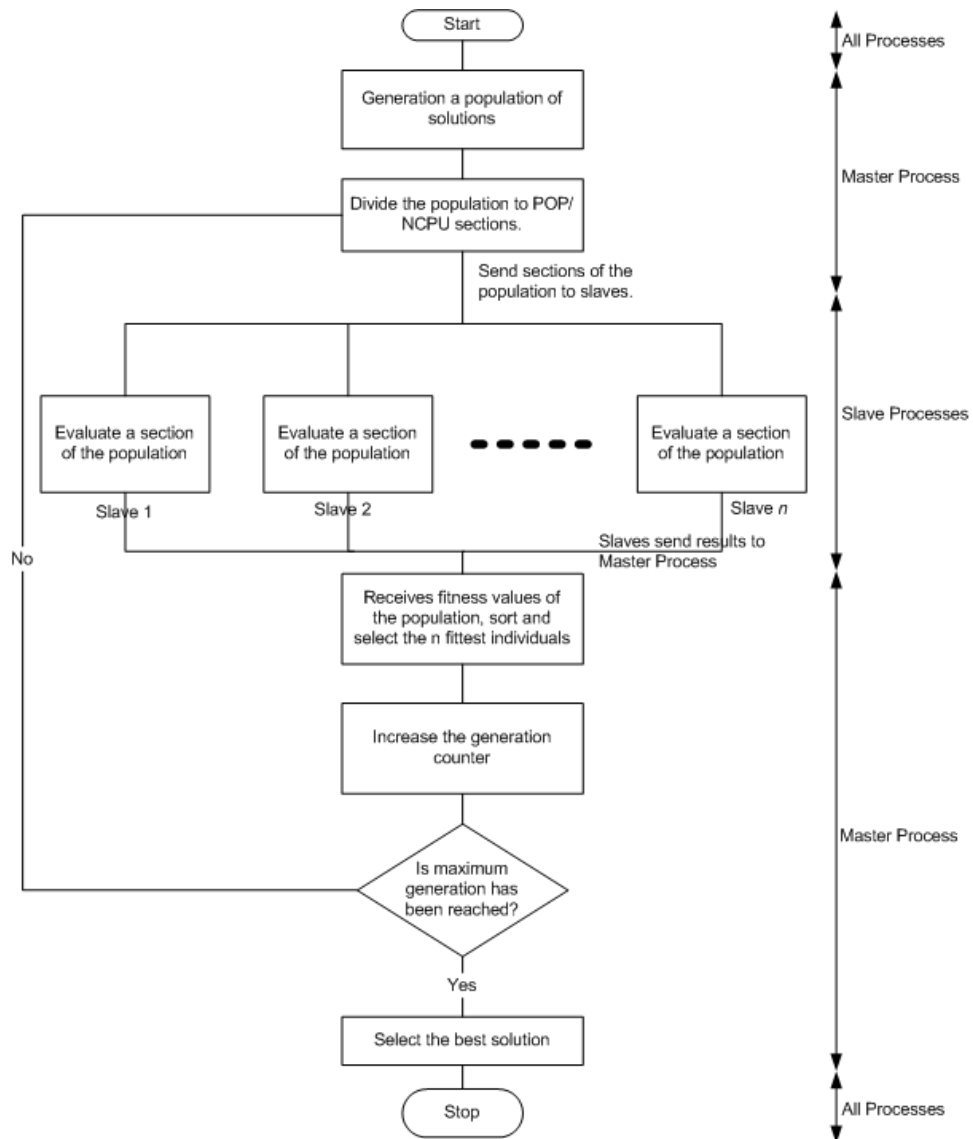 Start
All Processes
Generation a population of
solutions
Master Process
Divide the population to POP/
NCPU sections.
Send sections of the
population to slaves.
Slave Processes
Evaluate a section
of the population
Evaluate a section
of the population
Evaluate a section
of the population
Slave 1
Slave 2
Slave n
Slaves send results to
Master Process
No
Receives fitness values of
the population, sort and
select the n fittest individuals
Increase the generation
counter
Master Process
Is maximum
generation has
been reached?
Yes
Select the best solution
Stop
All Processes